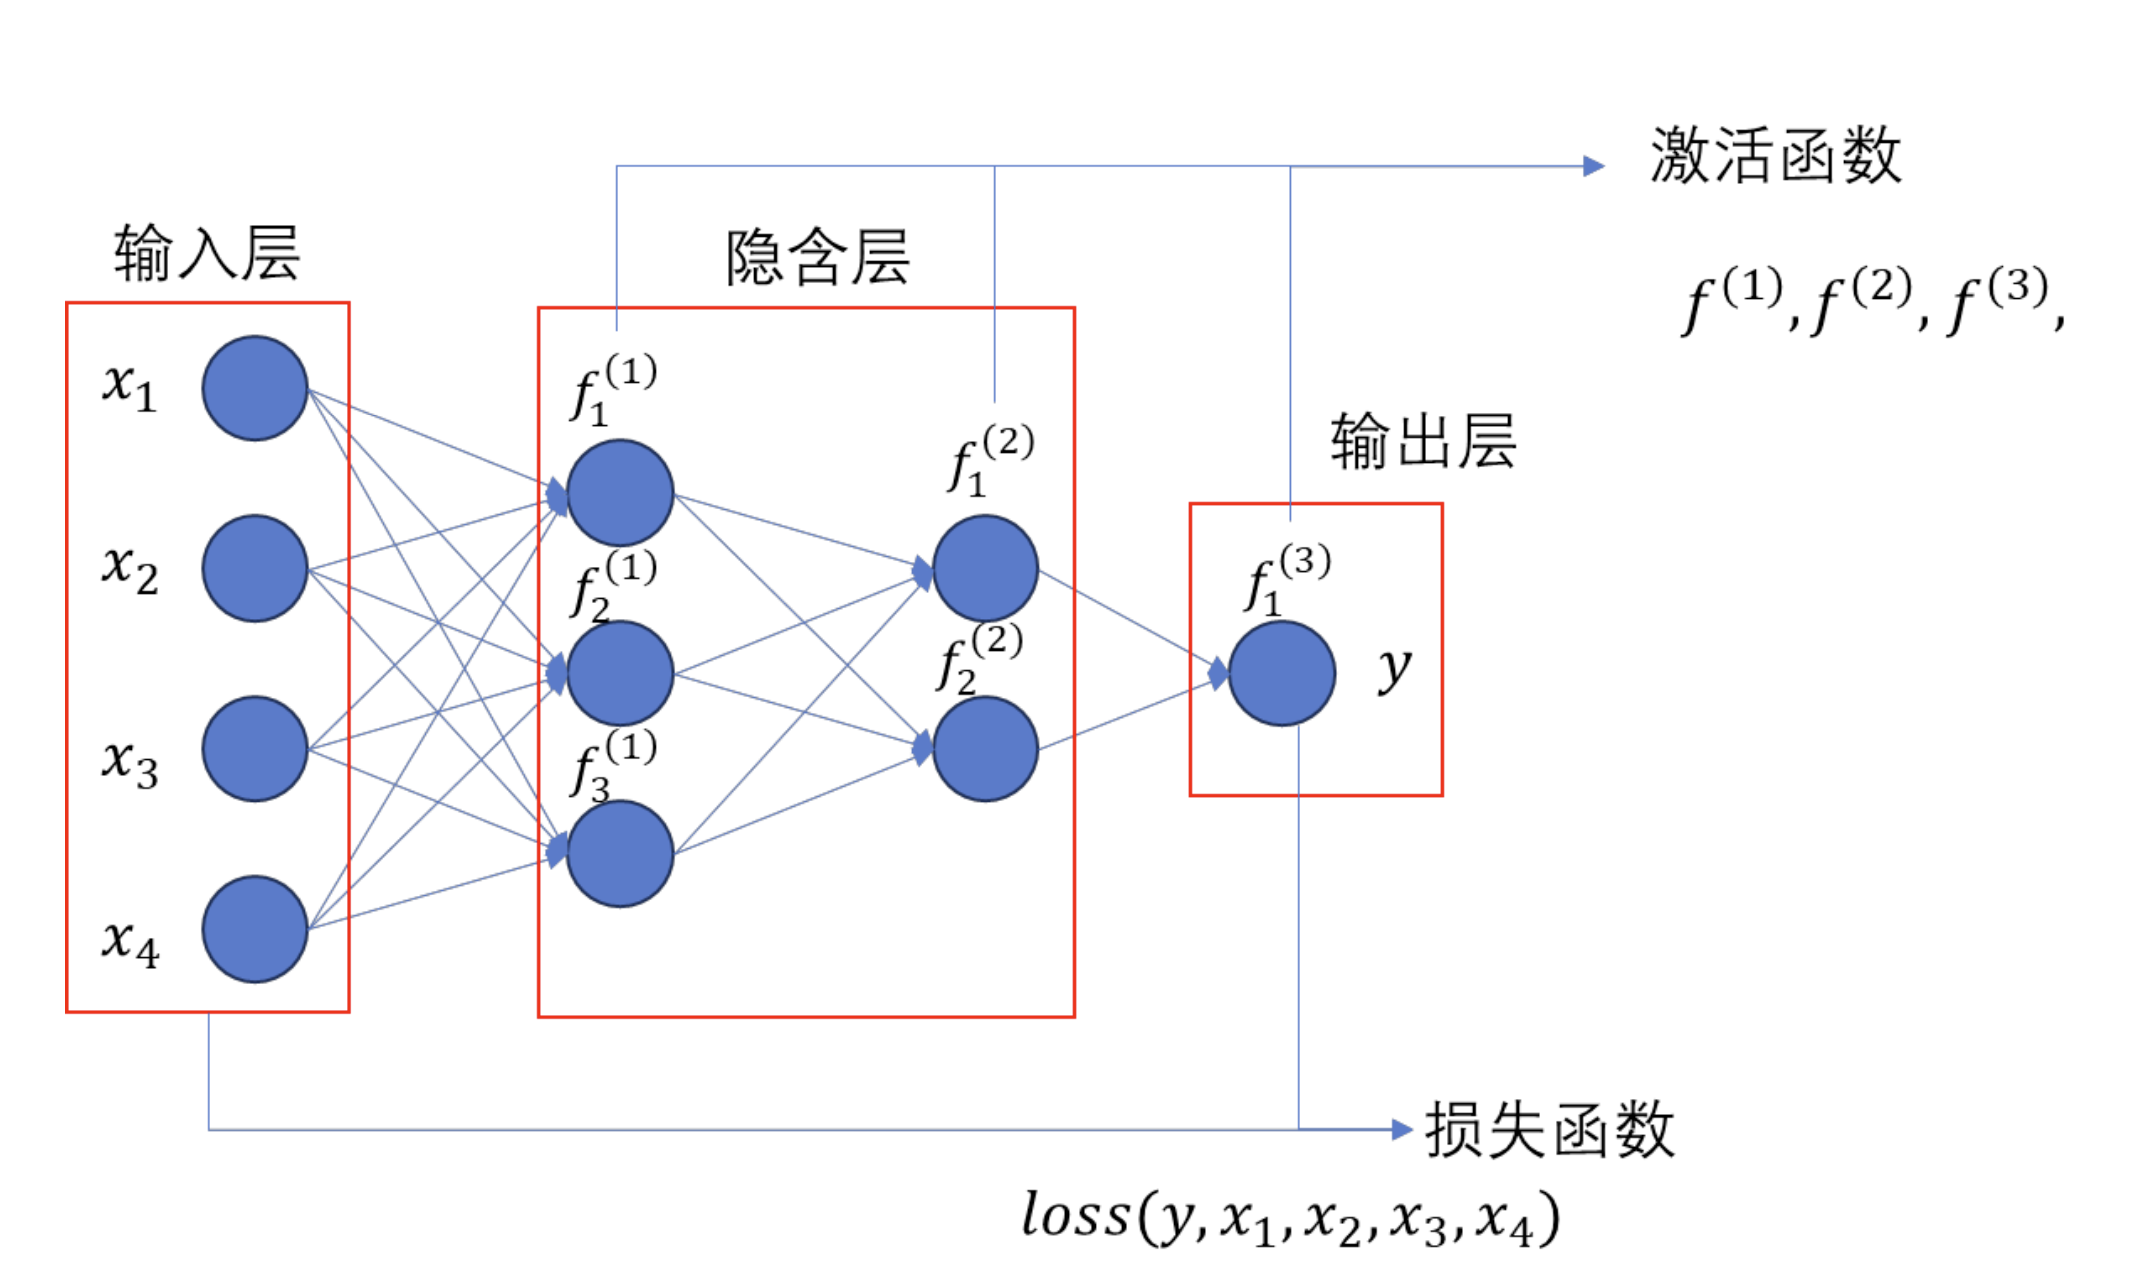 激活函数
f^{(1)}, f^{(2)}, f^{(3)},
输入层
隐含层
输出层
x_1
x_2
x_3
x_4
f_1^{(1)}
f_2^{(1)}
f_3^{(1)}
f_1^{(2)}
f_2^{(2)}
f_1^{(3)}
y
损失函数
loss(y, x_1, x_2, x_3, x_4)